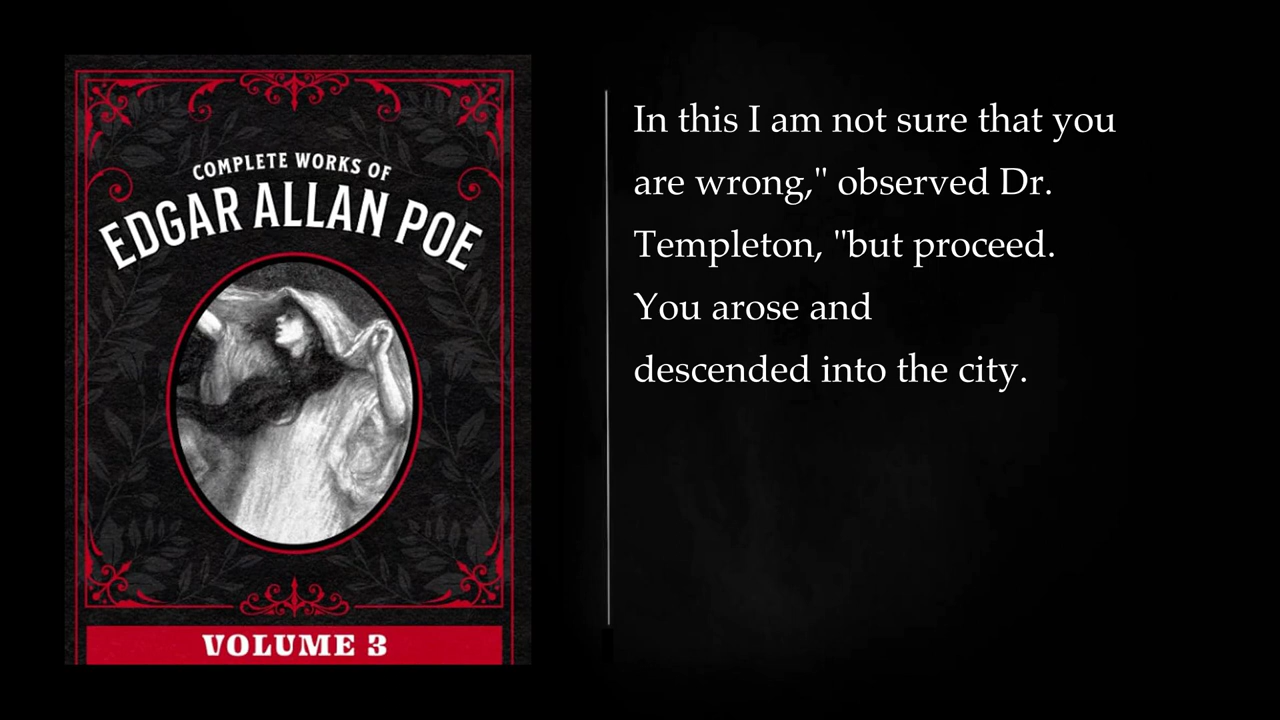 COMPLETE WORKS OF
EDGAR ALLAN POE
VOLUME 3
In this I am not sure that you
are wrong," observed Dr.
Templeton, "but proceed.
You arose and
descended into the city.